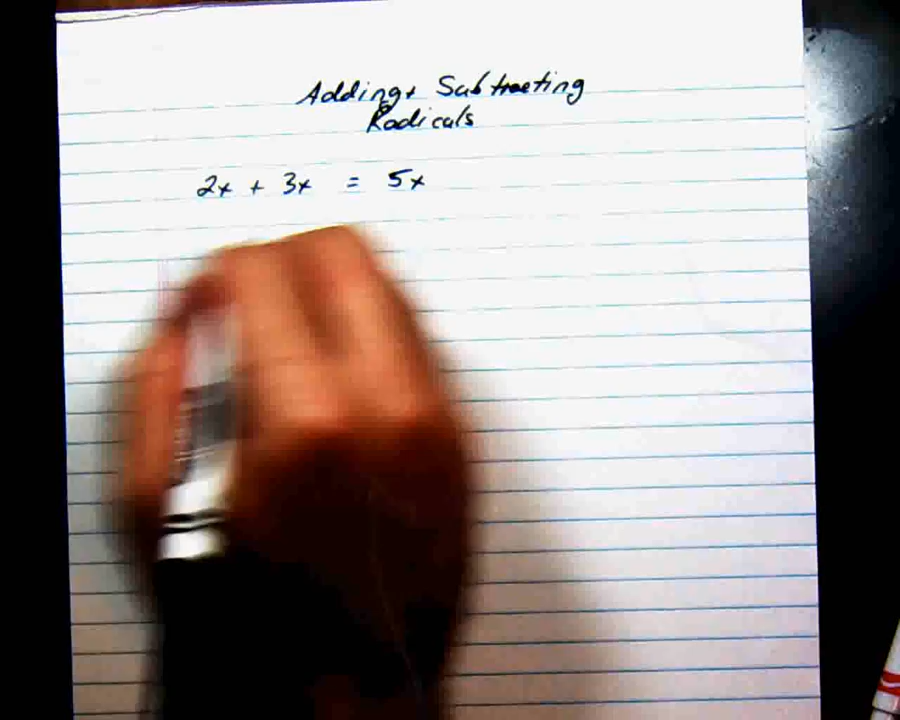 Adding + Subtracting
Radicals
2x + 3x = 5x